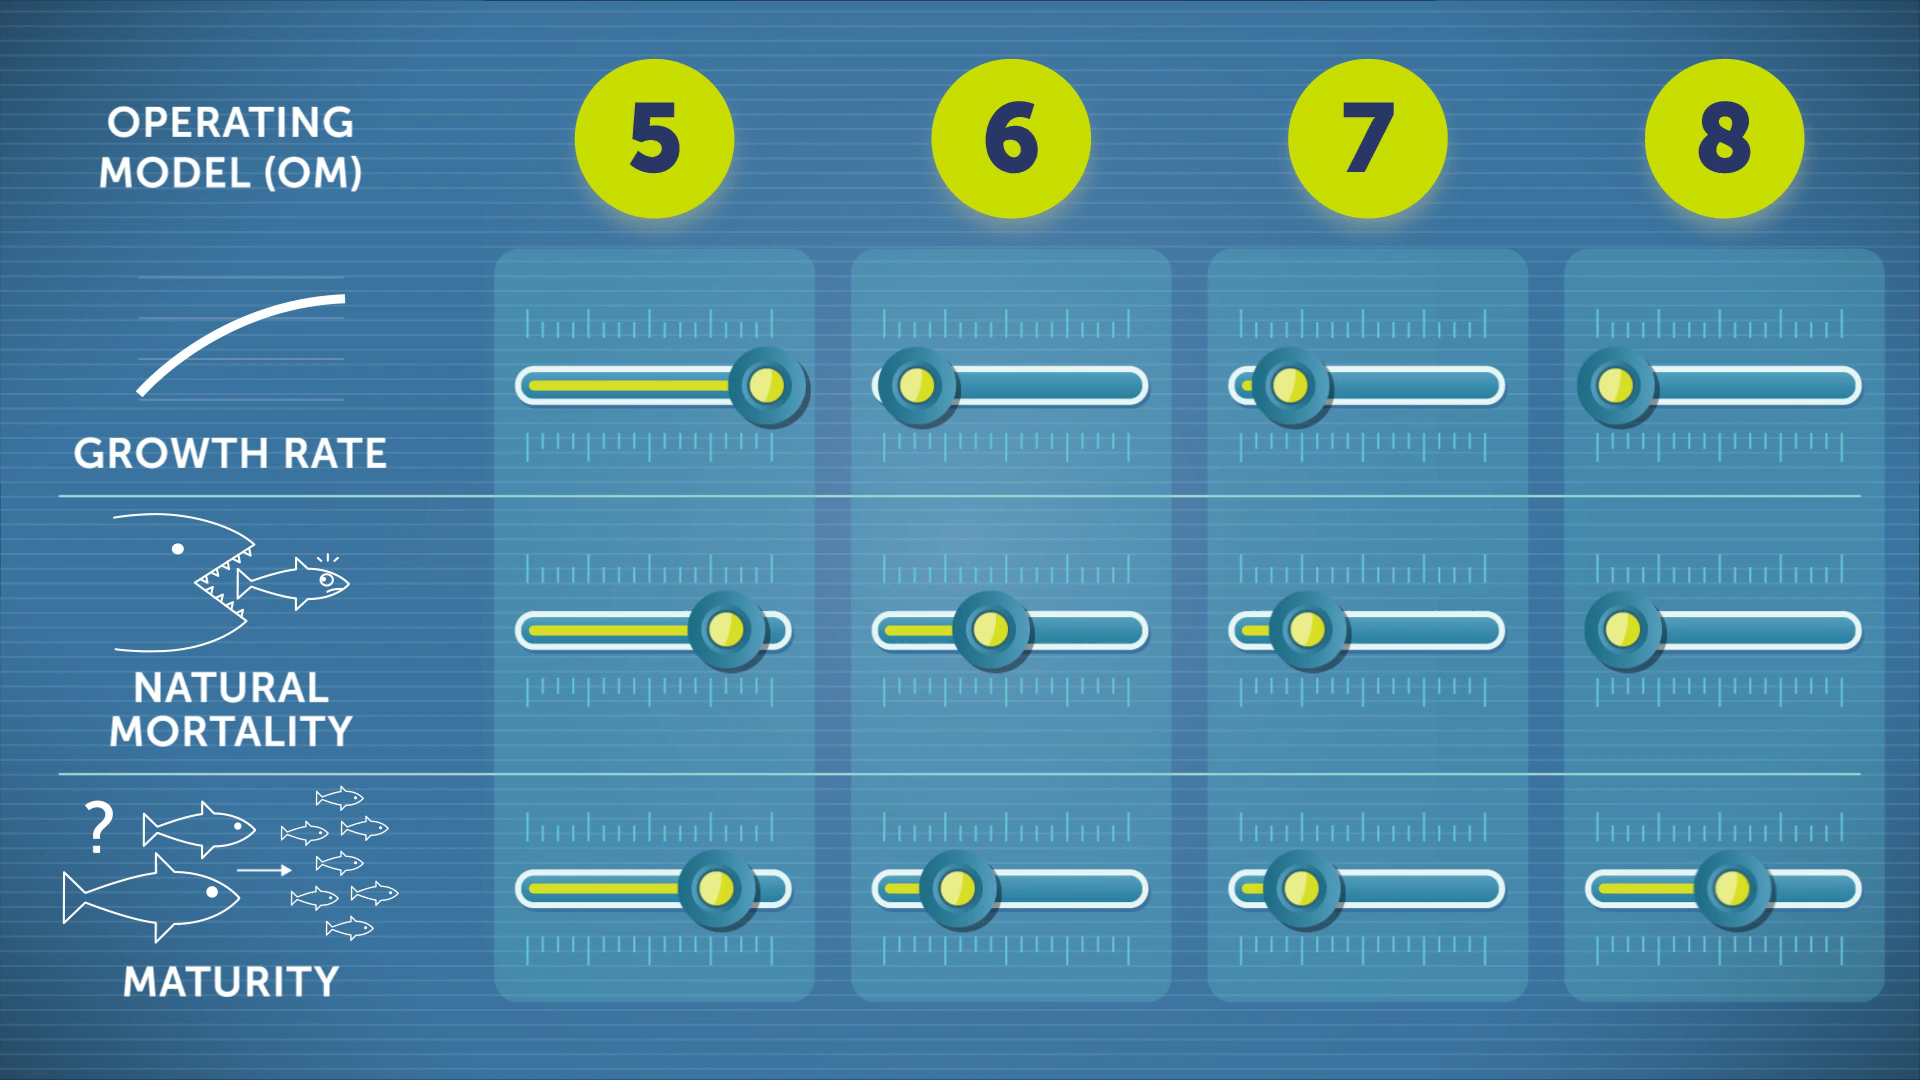 OPERATING
MODEL (OM)
5
6
7
8
GROWTH RATE
NATURAL
MORTALITY
?
MATURITY